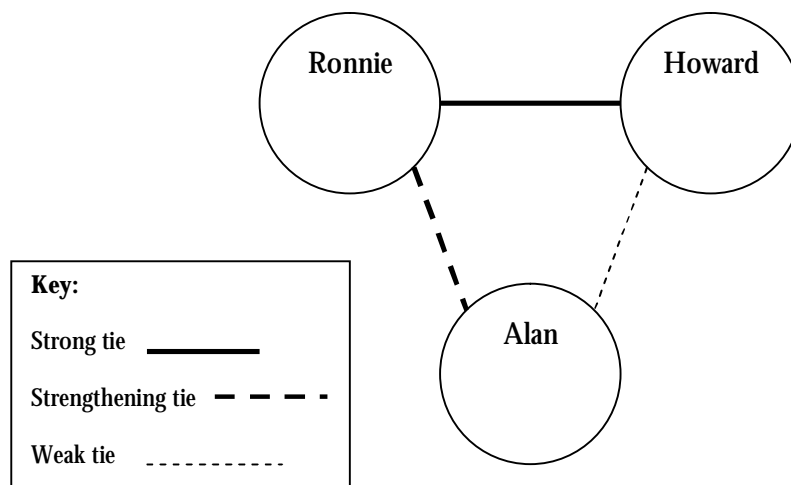 Ronnie
Howard
Alan
Key:
Strong tie
Strengthening tie
Weak tie